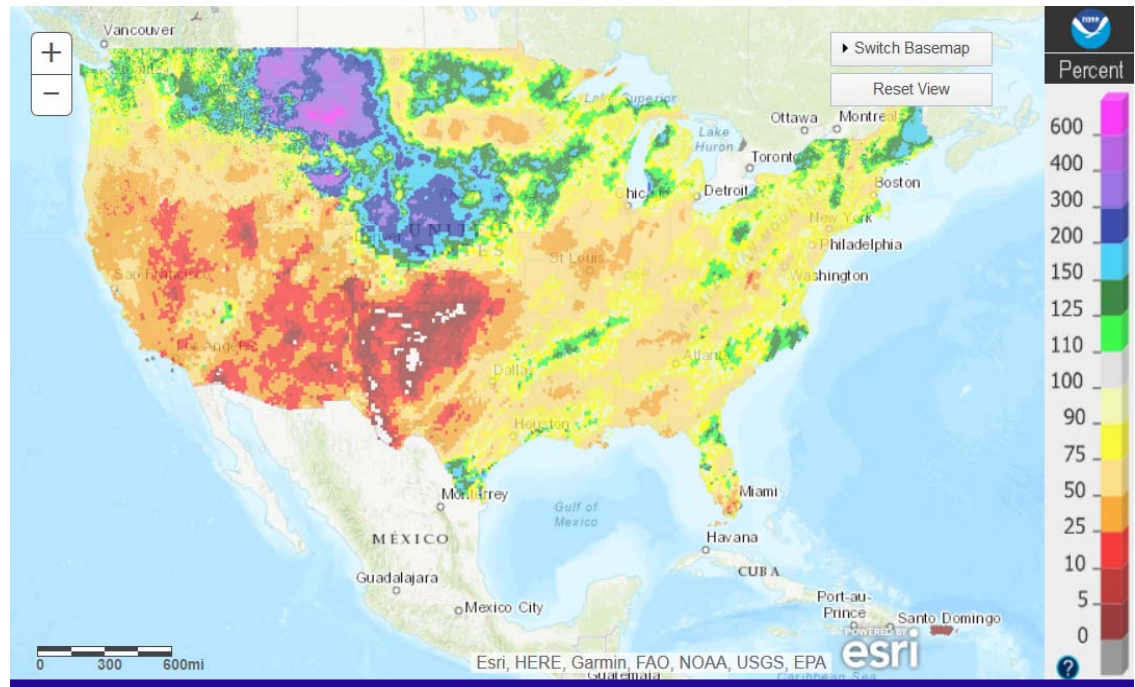 Vancouver
+
−
Switch Basemap
Reset View
Lake Superior
Ottawa
Montreal
Lake
Huron
Toronto
Boston
Detroit
New York
Philadelphia
St Louis
Washington
San Francisco
Los Angeles
Atlanta
Dallas
Houston
Miami
Monterrey
Gulf of
Mexico
MÉXICO
Havana
CUBA
Guadalajara
Mexico City
Port-au-
Prince
Santo Domingo
POWERED BY
esri
0 300 600mi
Esri, HERE, Garmin, FAO, NOAA, USGS, EPA
Guatemala
Caribbean Sea
Percent
600
400
300
200
150
125
110
100
90
75
50
25
10
5
0
?